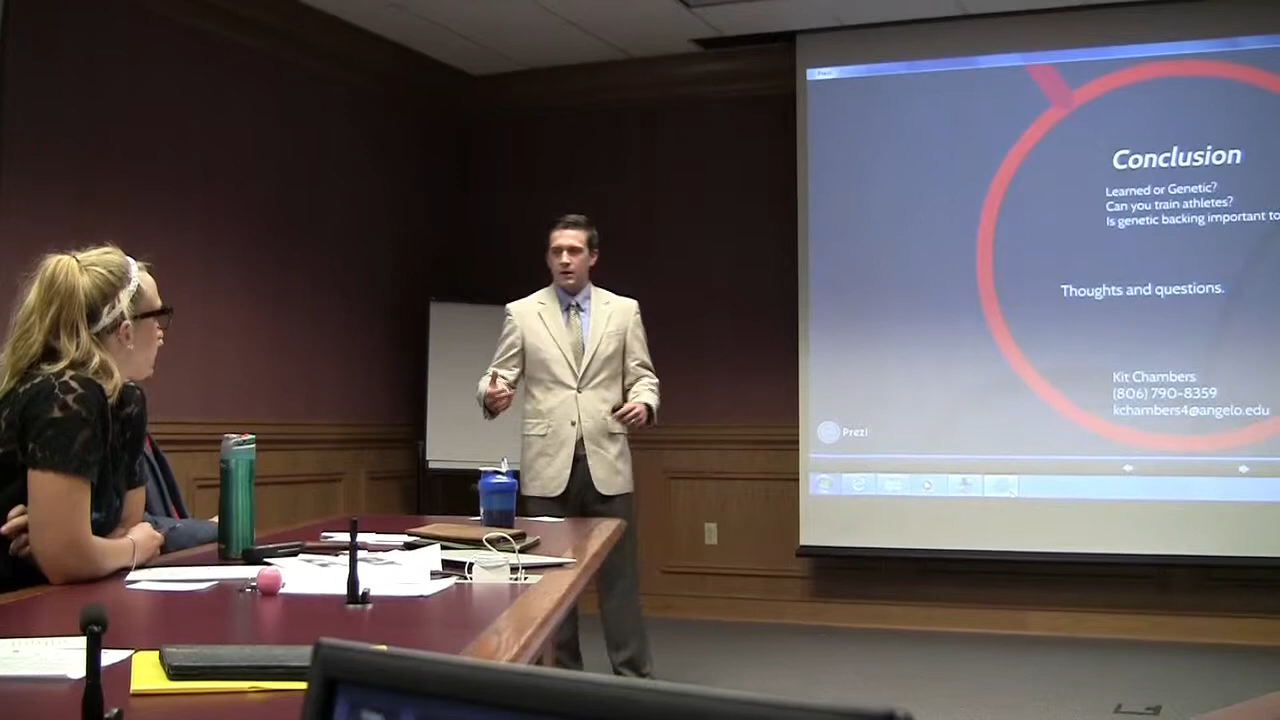 Prezi
Conclusion
Learned or Genetic?
Can you train athletes?
Is genetic backing important to
Thoughts and questions.
Kit Chambers
(806) 790-8359
kchambers4@angelo.edu
Prezi